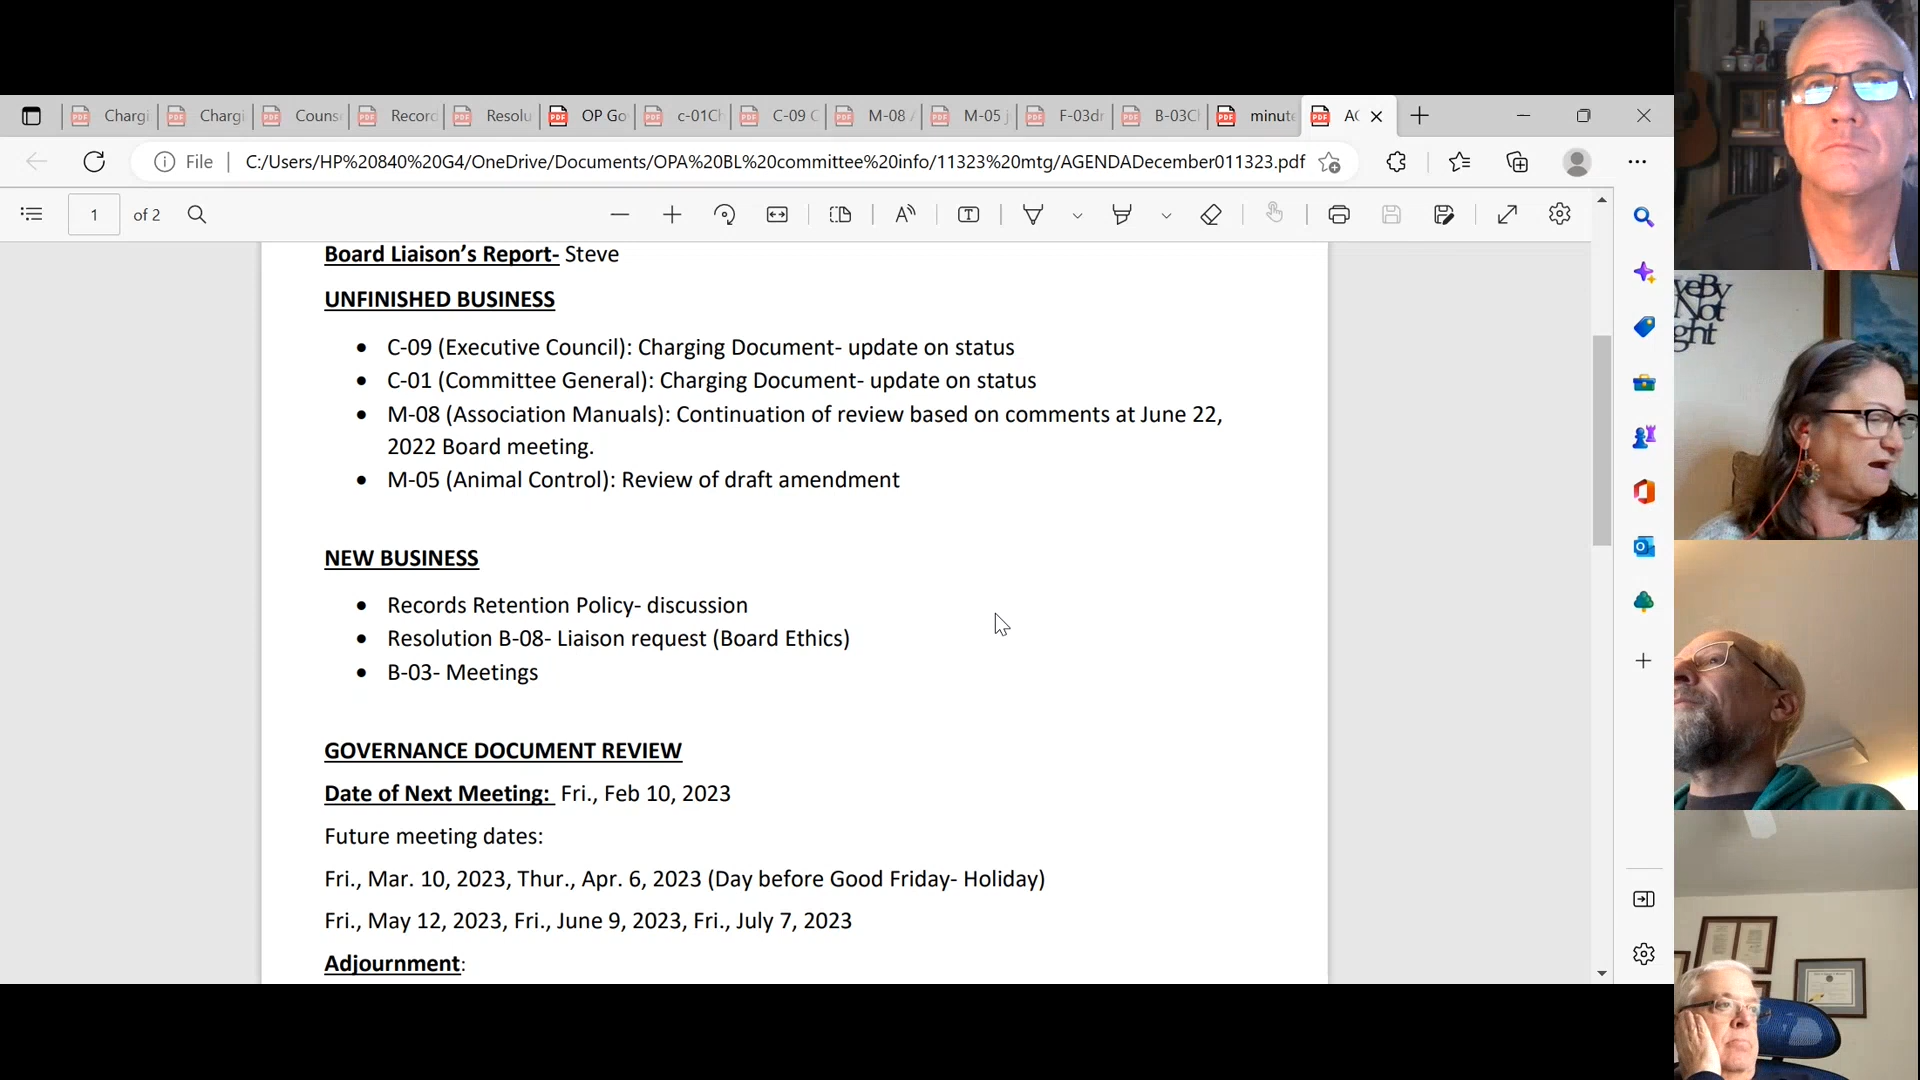 Chargi
Chargi
Couns
Record
Resolu
OP Go
c-01Ch
C-09 C
M-08
M-05
F-03dr
B-03Cl
minute
File
C:/Users/HP%20840%20G4/OneDrive/Documents/OPA%20BL%20committee%20info/11323%20mtg/AGENDADecember011323.pdf
1 of 2
Board Liaison’s Report- Steve
UNFINISHED BUSINESS
• C-09 (Executive Council): Charging Document- update on status
• C-01 (Committee General): Charging Document- update on status
• M-08 (Association Manuals): Continuation of review based on comments at June 22,
2022 Board meeting.
• M-05 (Animal Control): Review of draft amendment
NEW BUSINESS
• Records Retention Policy- discussion
• Resolution B-08- Liaison request (Board Ethics)
• B-03- Meetings
GOVERNANCE DOCUMENT REVIEW
Date of Next Meeting: Fri., Feb 10, 2023
Future meeting dates:
Fri., Mar. 10, 2023, Thur., Apr. 6, 2023 (Day before Good Friday- Holiday)
Fri., May 12, 2023, Fri., June 9, 2023, Fri., July 7, 2023
Adjournment:
eBy
Not
ght